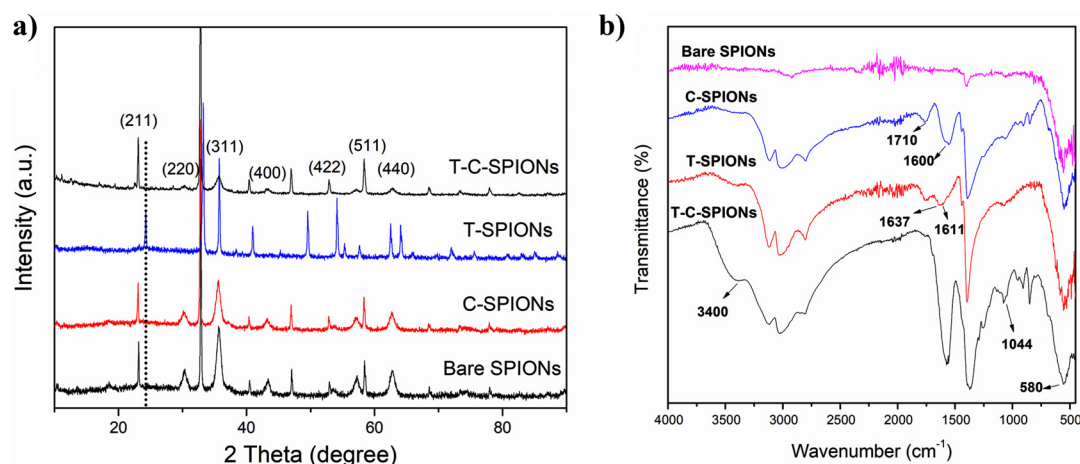 a)
Intensity (a.u.)
(211)
(220)
(311)
(400)
(422)
(511)
(440)
T-C-SPIONs
T-SPIONs
C-SPIONs
Bare SPIONs
20
40
60
80
2 Theta (degree)
b)
Transmittance (%)
Bare SPIONs
C-SPIONs
1710
1600
T-SPIONs
1637
1611
T-C-SPIONs
3400
1044
580
4000 3500 3000 2500 2000 1500 1000 500
Wavenumber (cm⁻¹)